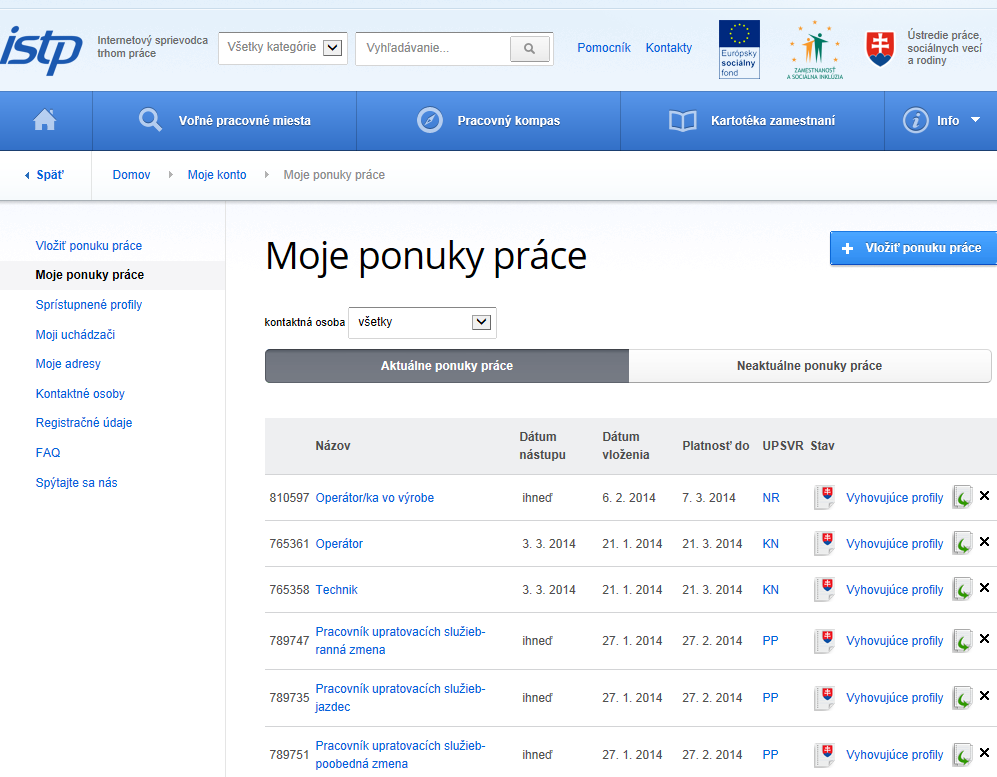 istp
Internetový sprievodca
trhom práce
Všetky kategórie
Vyhľadávanie...
Pomocník
Kontakty
Európsky
sociálny
fond
ZAMESTNANOSŤ
A SOCIÁLNA INKLÚZIA
Ústredie práce,
sociálnych vecí
a rodiny
Voľné pracovné miesta
Pracovný kompas
Kartotéka zamestnaní
Info
Späť
Domov
Moje konto
Moje ponuky práce
Vložiť ponuku práce
Moje ponuky práce
Sprístupnené profily
Moji uchádzači
Moje adresy
Kontaktné osoby
Registračné údaje
FAQ
Spýtajte sa nás
Moje ponuky práce
+ Vložiť ponuku práce
kontaktná osoba všetky
Aktuálne ponuky práce
Neaktuálne ponuky práce
Názov Dátum nástupu Dátum vloženia Platnosť do UPSVR Stav
810597 Operátor/ka vo výrobe ihneď 6. 2. 2014 7. 3. 2014 NR Vyhovujúce profily
765361 Operátor 3. 3. 2014 21. 1. 2014 21. 3. 2014 KN Vyhovujúce profily
765358 Technik 3. 3. 2014 21. 1. 2014 21. 3. 2014 KN Vyhovujúce profily
789747 Pracovník upratovacích služieb-
ranná zmena ihneď 27. 1. 2014 27. 2. 2014 PP Vyhovujúce profily
789735 Pracovník upratovacích služieb-
jazdec ihneď 27. 1. 2014 27. 2. 2014 PP Vyhovujúce profily
789751 Pracovník upratovacích služieb-
poobedná zmena ihneď 27. 1. 2014 27. 2. 2014 PP Vyhovujúce profily